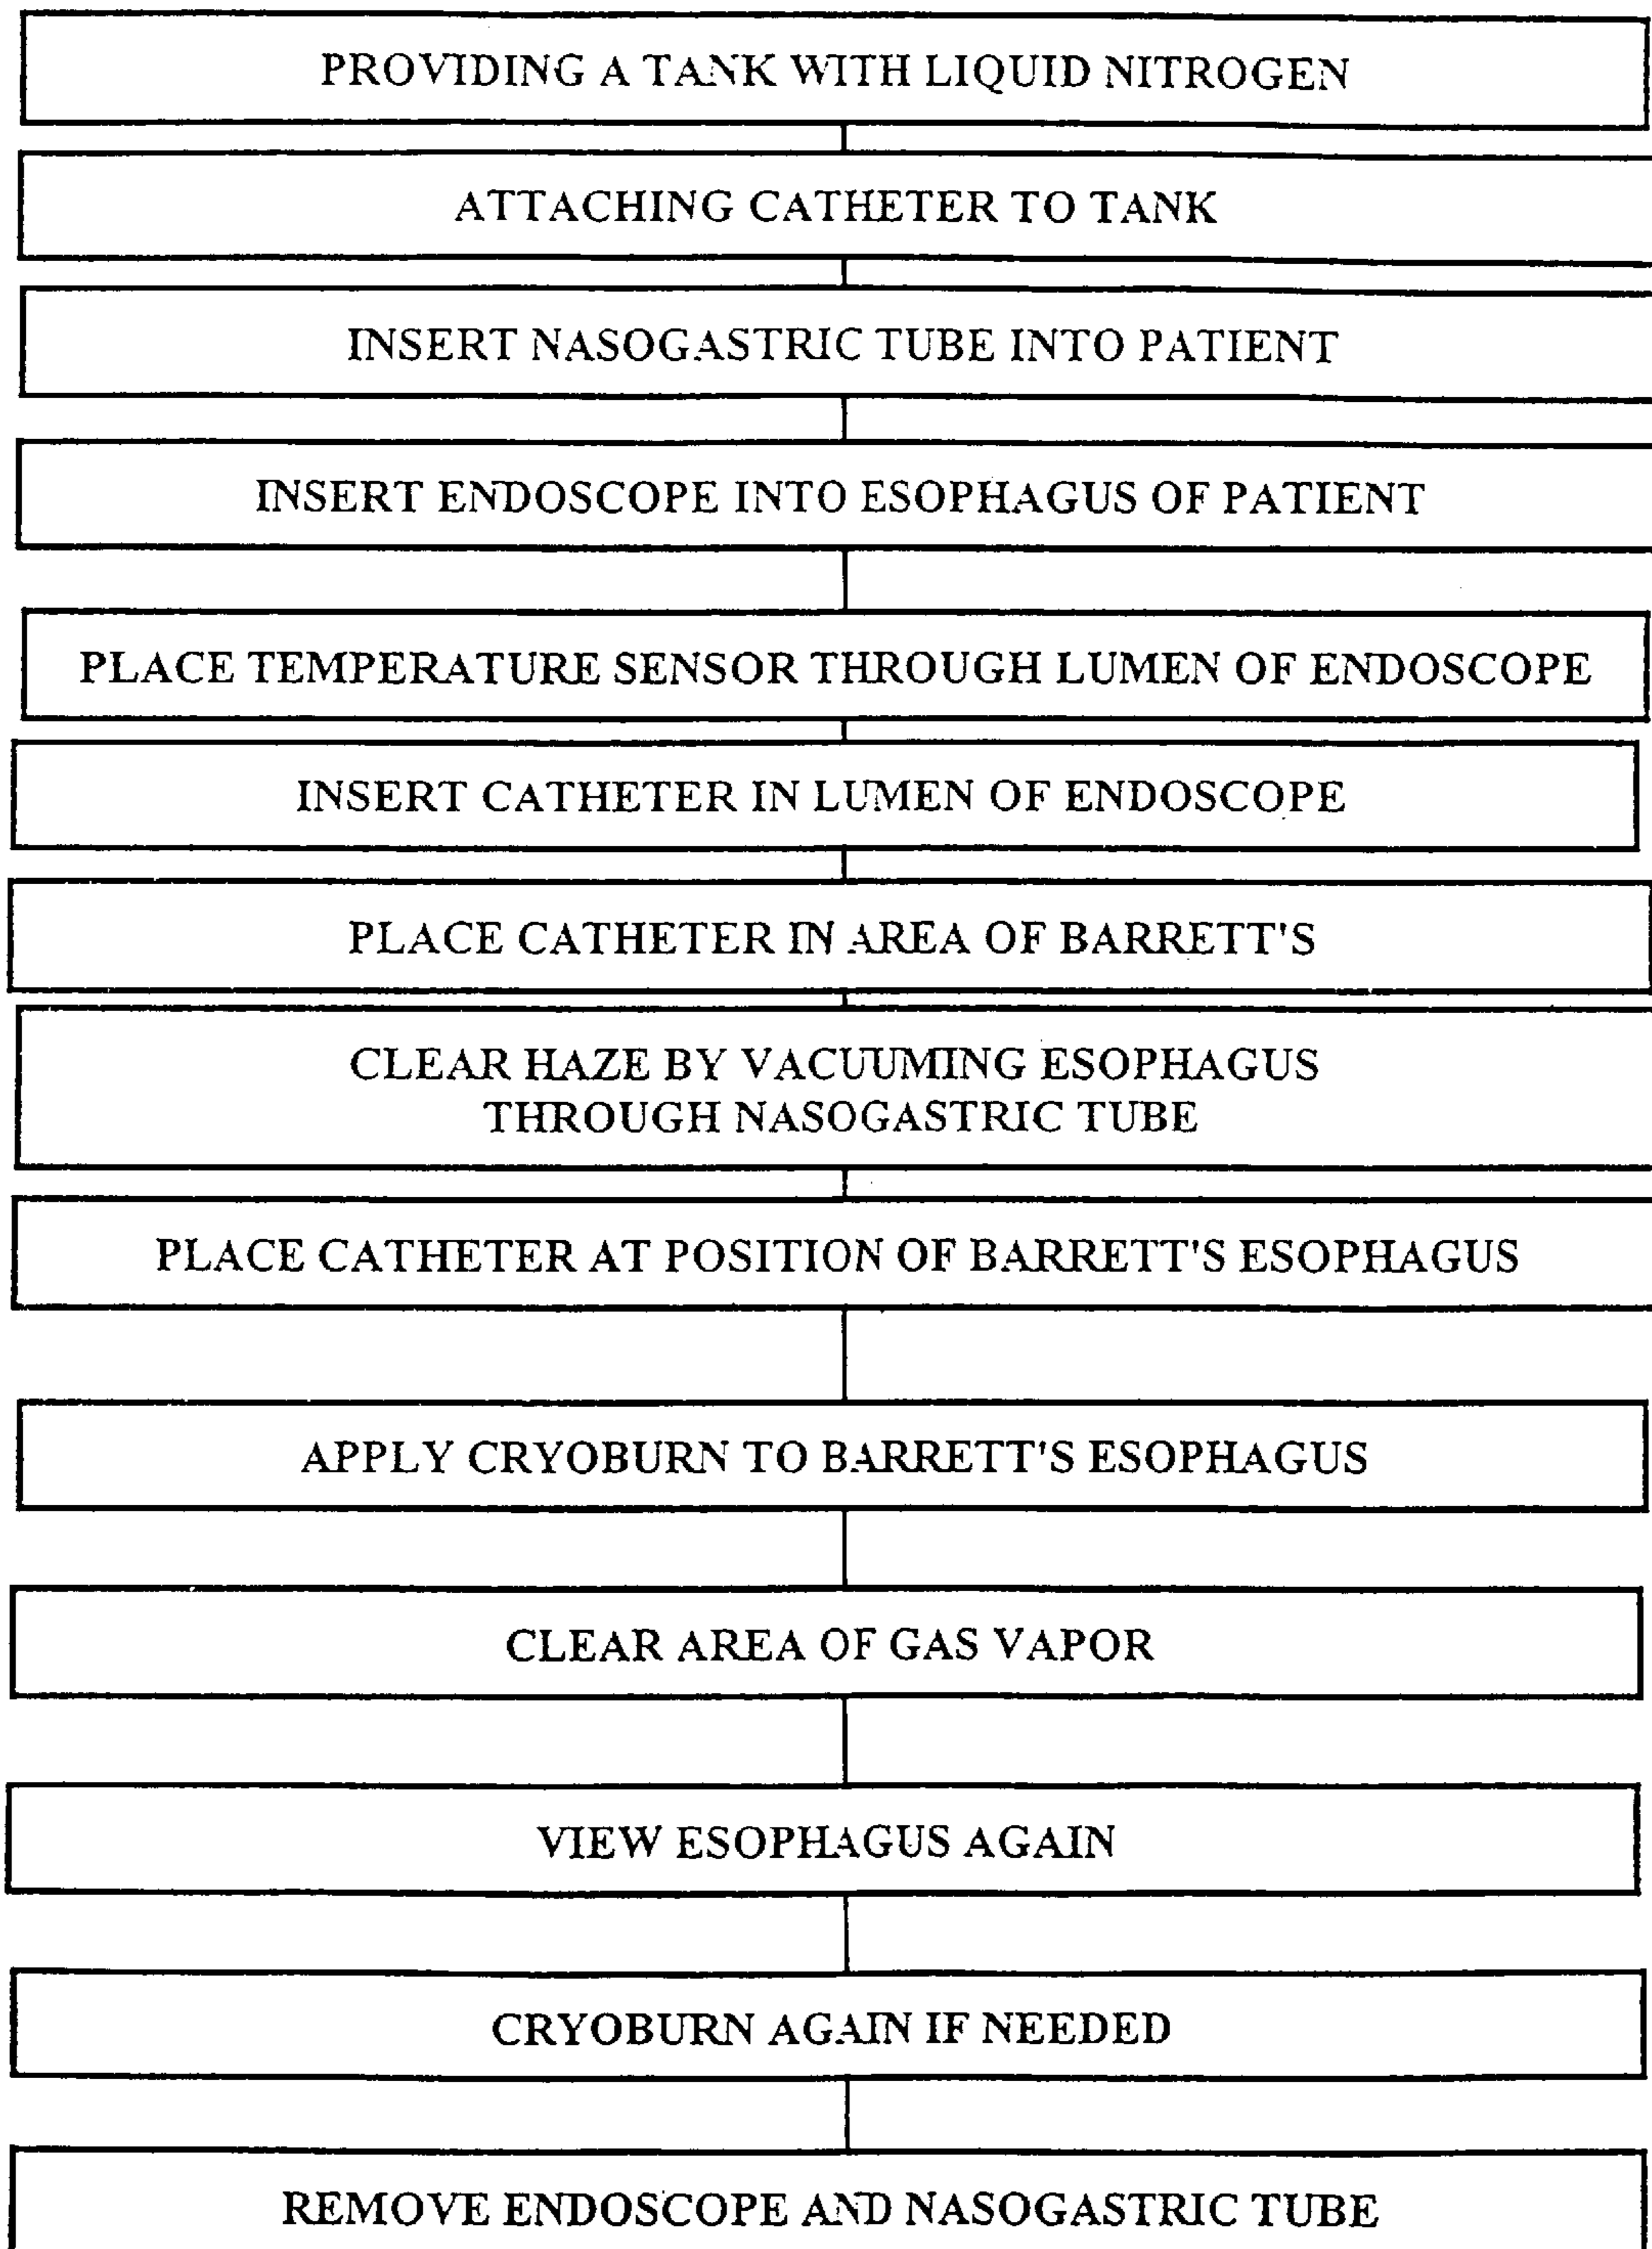 PROVIDING A TANK WITH LIQUID NITROGEN
ATTACHING CATHETER TO TANK
INSERT NASOGASTRIC TUBE INTO PATIENT
INSERT ENDOSCOPE INTO ESOPHAGUS OF PATIENT
PLACE TEMPERATURE SENSOR THROUGH LUMEN OF ENDOSCOPE
INSERT CATHETER IN LUMEN OF ENDOSCOPE
PLACE CATHETER IN AREA OF BARRETT'S
CLEAR HAZE BY VACUUMING ESOPHAGUS
THROUGH NASOGASTRIC TUBE
PLACE CATHETER AT POSITION OF BARRETT'S ESOPHAGUS
APPLY CRYOBURN TO BARRETT'S ESOPHAGUS
CLEAR AREA OF GAS VAPOR
VIEW ESOPHAGUS AGAIN
CRYOBURN AGAIN IF NEEDED
REMOVE ENDOSCOPE AND NASOGASTRIC TUBE